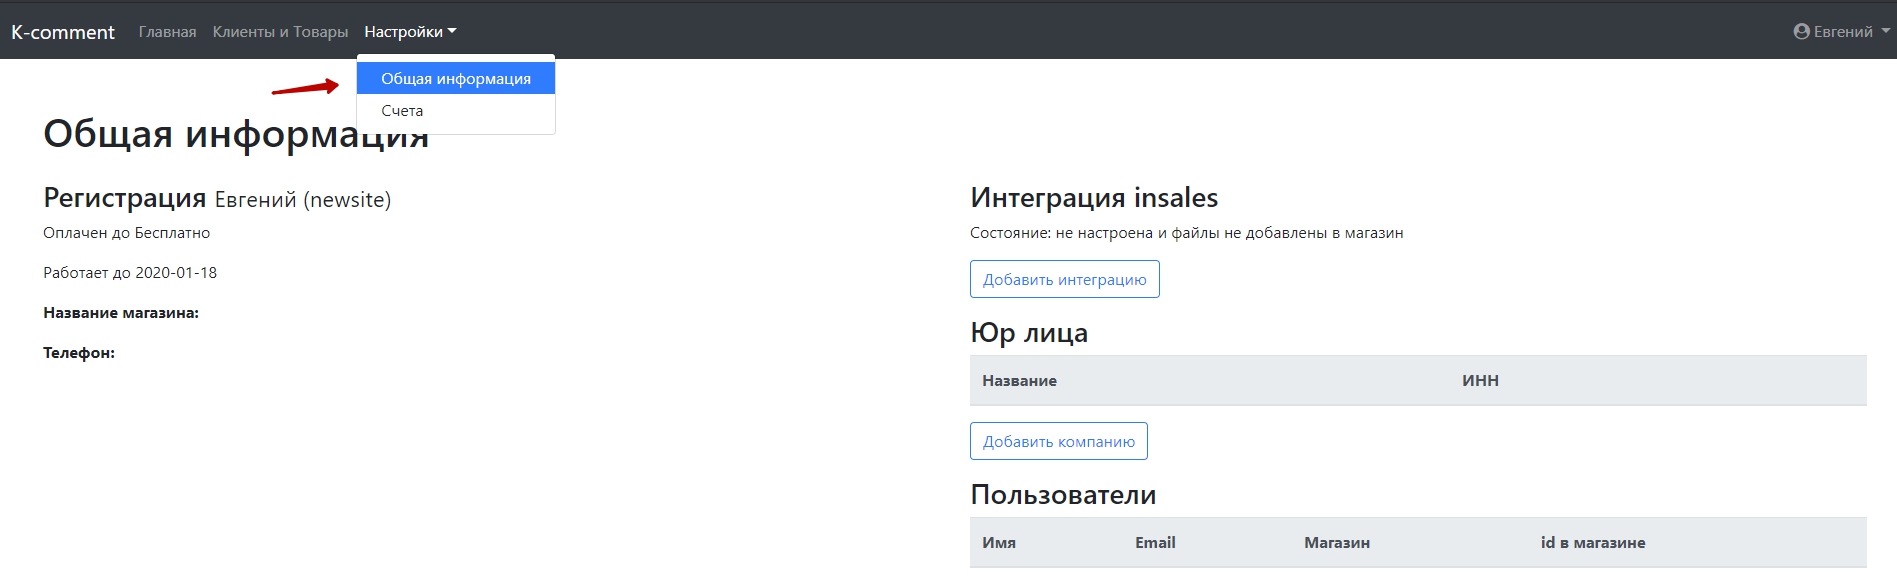 K-comment Главная Клиенты и Товары Настройки Евгений
Общая информация
Счета
Общая информация
Регистрация Евгений (newsite)
Оплачен до Бесплатно
Работает до 2020-01-18
Название магазина:
Телефон:
Интеграция insales
Состояние: не настроена и файлы не добавлены в магазин
Добавить интеграцию
Юр лица
Название ИНН
Добавить компанию
Пользователи
Имя Email Магазин id в магазине